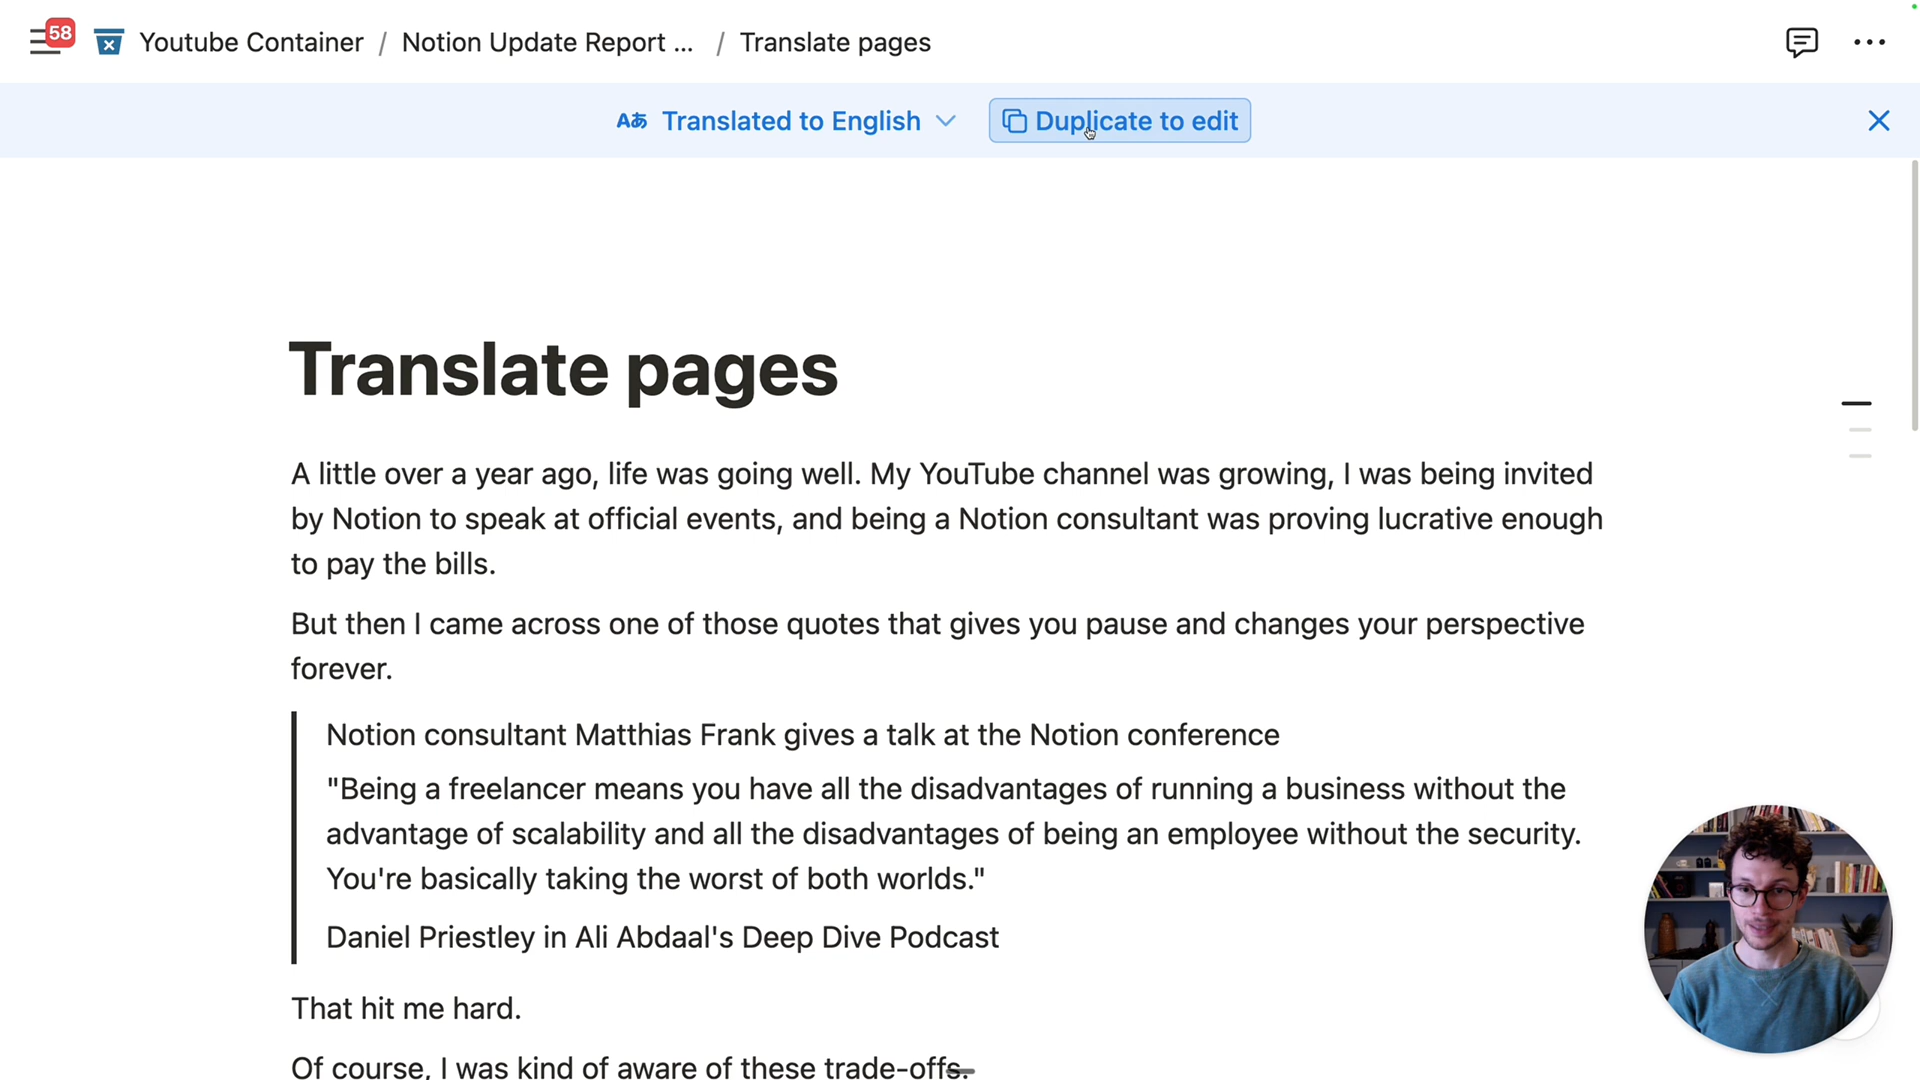 58
Youtube Container / Notion Update Report ... / Translate pages
Aあ Translated to English
Duplicate to edit
Translate pages
A little over a year ago, life was going well. My YouTube channel was growing, I was being invited
by Notion to speak at official events, and being a Notion consultant was proving lucrative enough
to pay the bills.
But then I came across one of those quotes that gives you pause and changes your perspective
forever.
Notion consultant Matthias Frank gives a talk at the Notion conference
"Being a freelancer means you have all the disadvantages of running a business without the
advantage of scalability and all the disadvantages of being an employee without the security.
You're basically taking the worst of both worlds."
Daniel Priestley in Ali Abdaal's Deep Dive Podcast
That hit me hard.
Of course, I was kind of aware of these trade-offs.